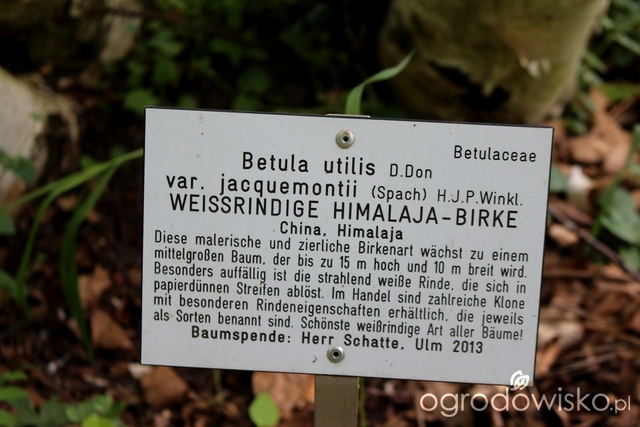 Betulaceae
Betula utilis D.Don
var. jacquemontii (Spach) H.J.P.Winkl.
WEISSRINDIGE HIMALAJA-BIRKE
China, Himalaja
Diese malerische und zierliche Birkenart wächst zu einem
mittelgroßen Baum, der bis zu 15 m hoch und 10 m breit wird.
Besonders auffällig ist die strahlend weiße Rinde, die sich in
papierdünnen Streifen ablöst. Im Handel sind zahlreiche Klone
mit besonderen Rindeneigenschaften erhältlich, die jeweils
als Sorten benannt sind. Schönste weißrindige Art aller Bäume!
Baumspende: Herr Schatte, Ulm 2013
ogrodowisko.pl